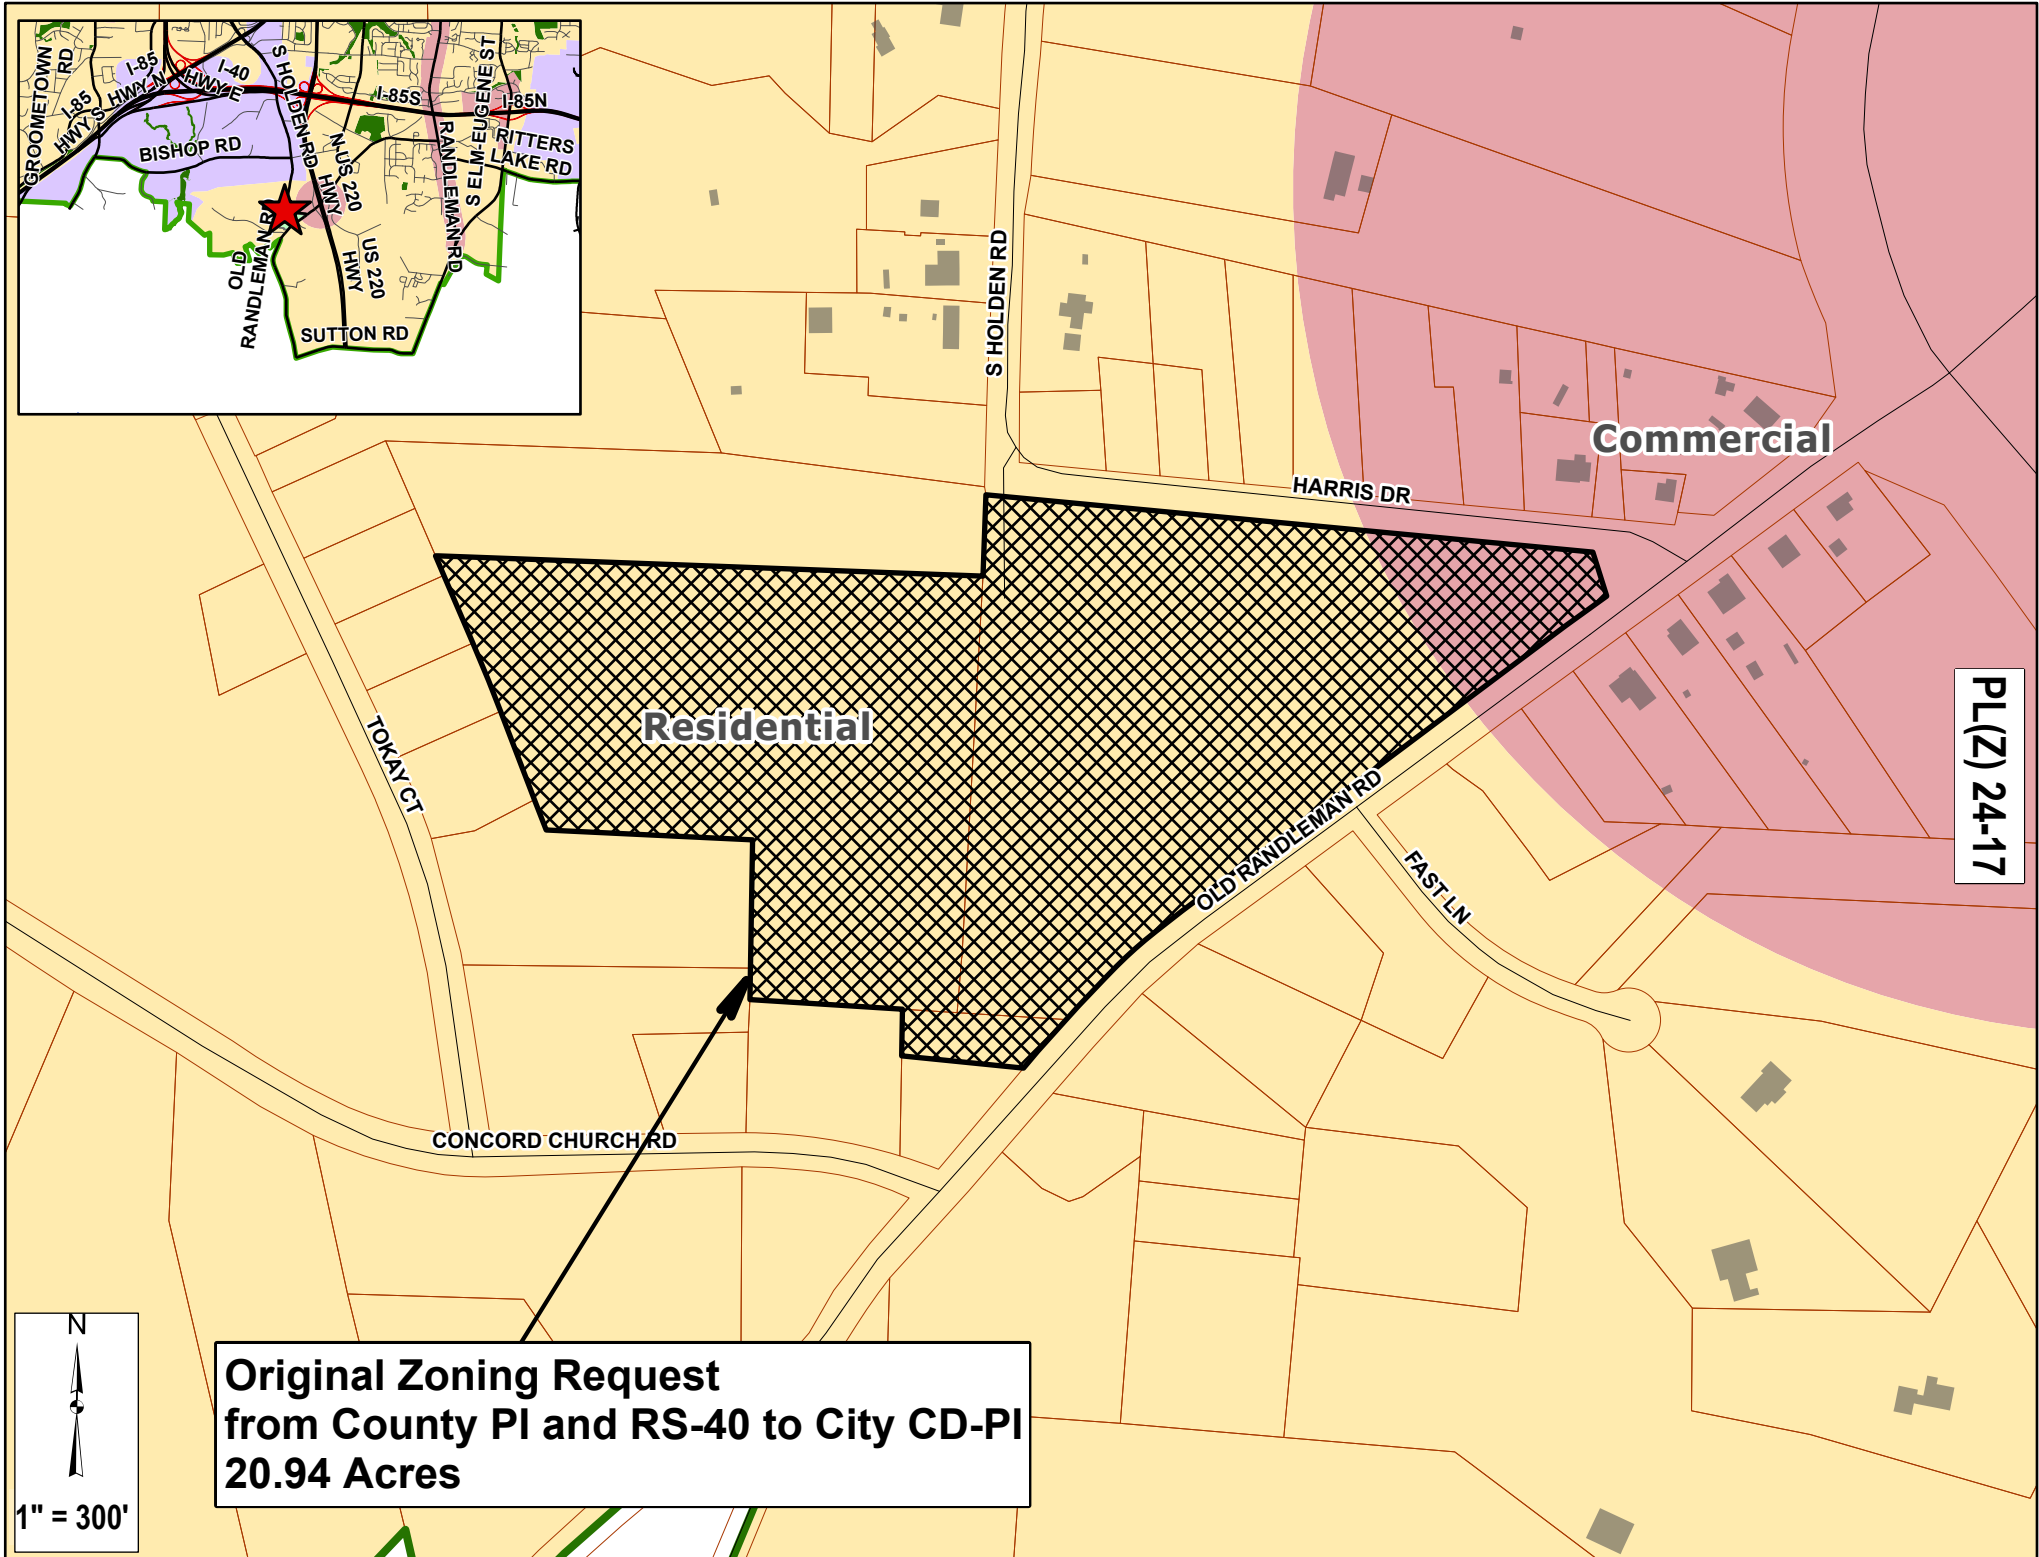 GROOMETOWN
RD
I-85
HWY N
I-85
HWY S
I-40
HWY E
S HOLDEN RD
I-85S
I-85N
BISHOP RD
N US 220
HWY
RANDLEMAN RD
S ELM-EUGENE ST
RITTERS
LAKE RD
OLD
RANDLEMAN RD
US 220
HWY
SUTTON RD
S HOLDEN RD
Commercial
HARRIS DR
Residential
TOKAY CT
OLD RANDLEMAN RD
FAST LN
PL(Z) 24-17
CONCORD CHURCH RD
N
1" = 300'
Original Zoning Request
from County PI and RS-40 to City CD-PI
20.94 Acres